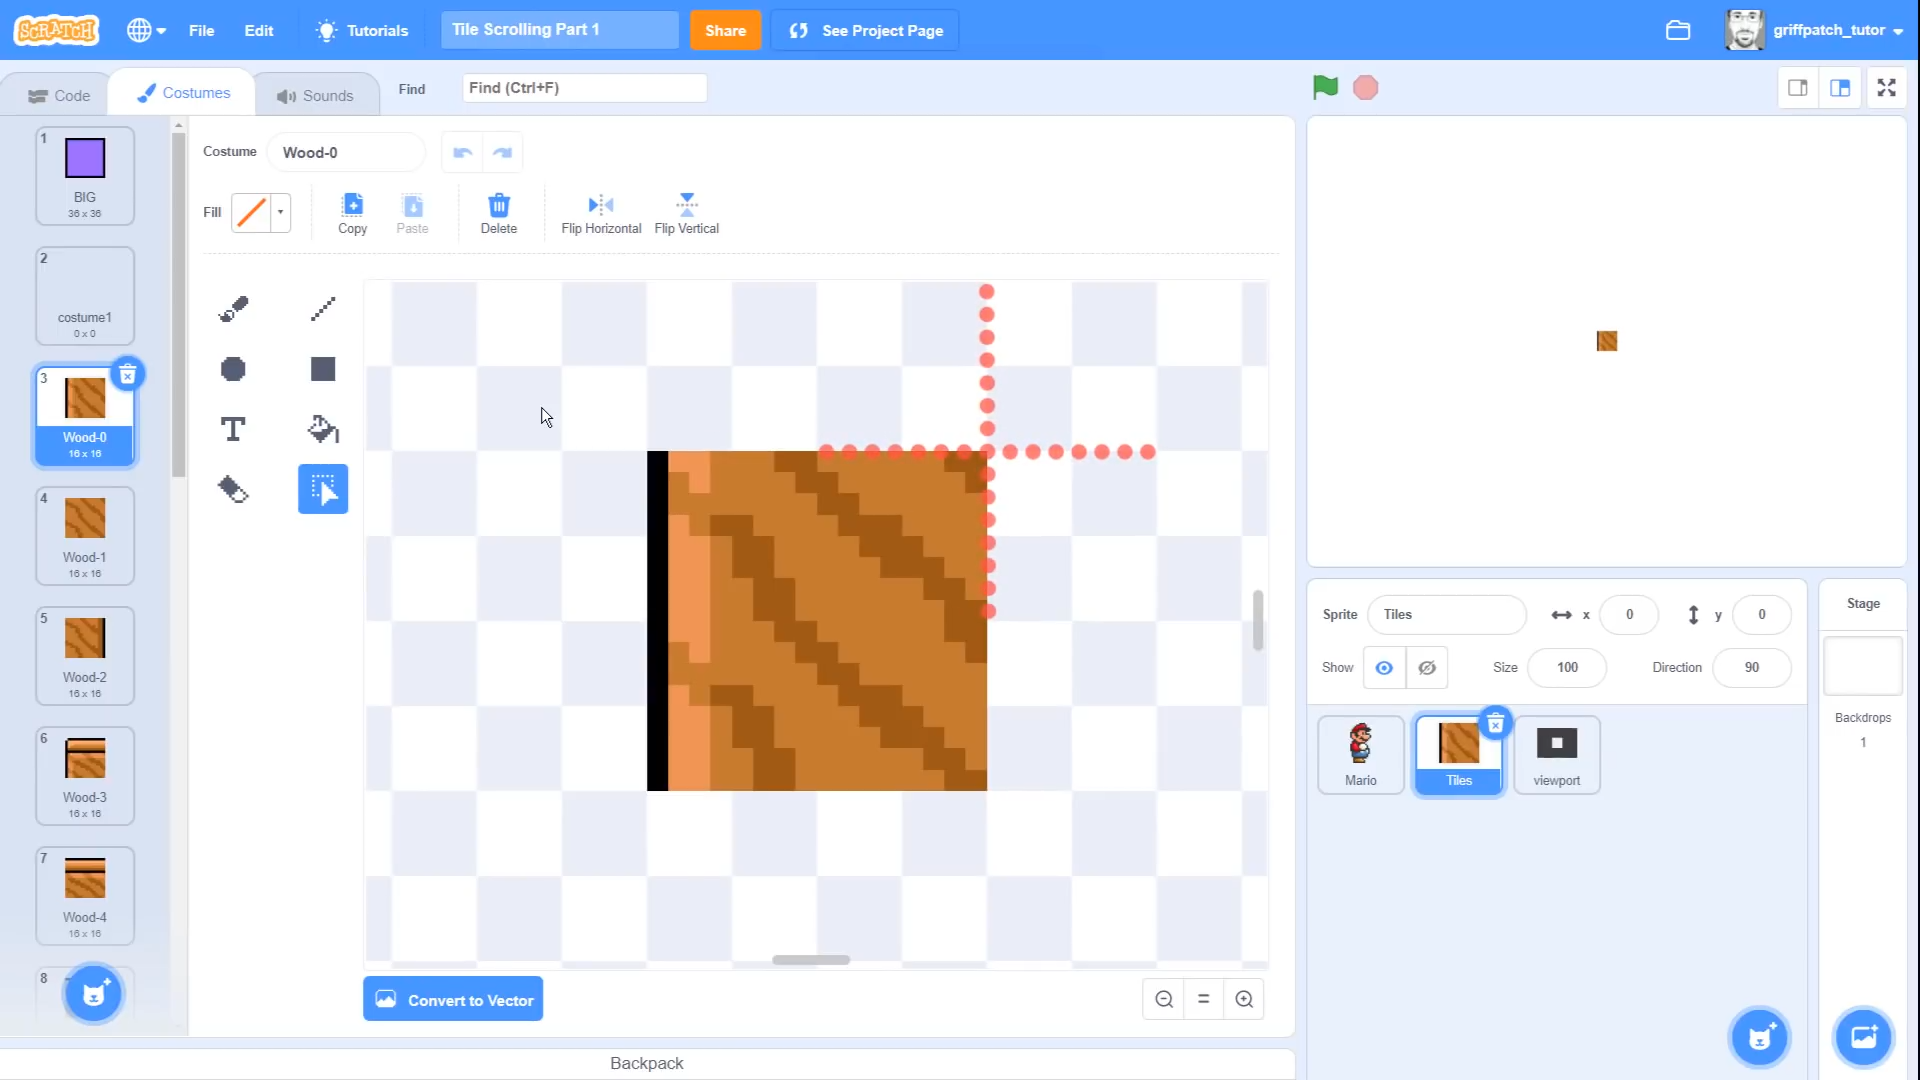 SCRATCH File Edit Tutorials Tile Scrolling Part 1 Share See Project Page griffpatch_tutor
Code Costumes Sounds Find Find (Ctrl+F)
1
BIG
36 x 36
2
costume1
0 x 0
3
Wood-0
16 x 16
4
Wood-1
16 x 16
5
Wood-2
16 x 16
6
Wood-3
16 x 16
7
Wood-4
16 x 16
8
Costume Wood-0
Fill Copy Paste Delete Flip Horizontal Flip Vertical
T
Convert to Vector
=
Backpack
Sprite Tiles x 0 y 0
Show Size 100 Direction 90
Mario Tiles viewport
Stage
Backdrops
1